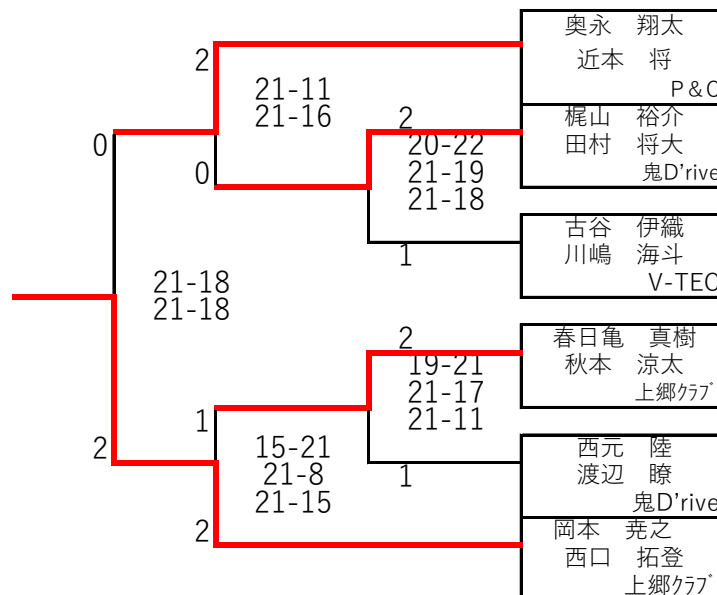 奥永 翔太
2
近本 将
21-11
P&C
21-16
2
梶山 裕介
0
20-22
田村 将大
0
21-19
鬼D'rive
21-18
古谷 伊織
1
川嶋 海斗
21-18
V-TEC
21-18
2
春日亀 真樹
19-21
秋本 涼太
21-17
上郷ｸﾗﾌﾞ
1
21-11
2
15-21
西元 陸
21-8
1
渡辺 瞭
21-15
鬼D'rive
2
岡本 尭之
西口 拓登
上郷ｸﾗﾌﾞ